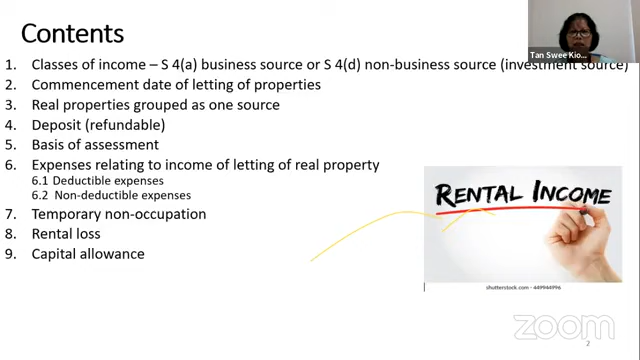 Contents
Tan Swee Kio...
1. Classes of income – S 4(a) business source or S 4(d) non-business source (investment source)
2. Commencement date of letting of properties
3. Real properties grouped as one source
4. Deposit (refundable)
5. Basis of assessment
6. Expenses relating to income of letting of real property
6.1 Deductible expenses
6.2 Non-deductible expenses
7. Temporary non-occupation
8. Rental loss
9. Capital allowance
RENTAL INCOME
shutterstock.com - 449944996
zoom
2